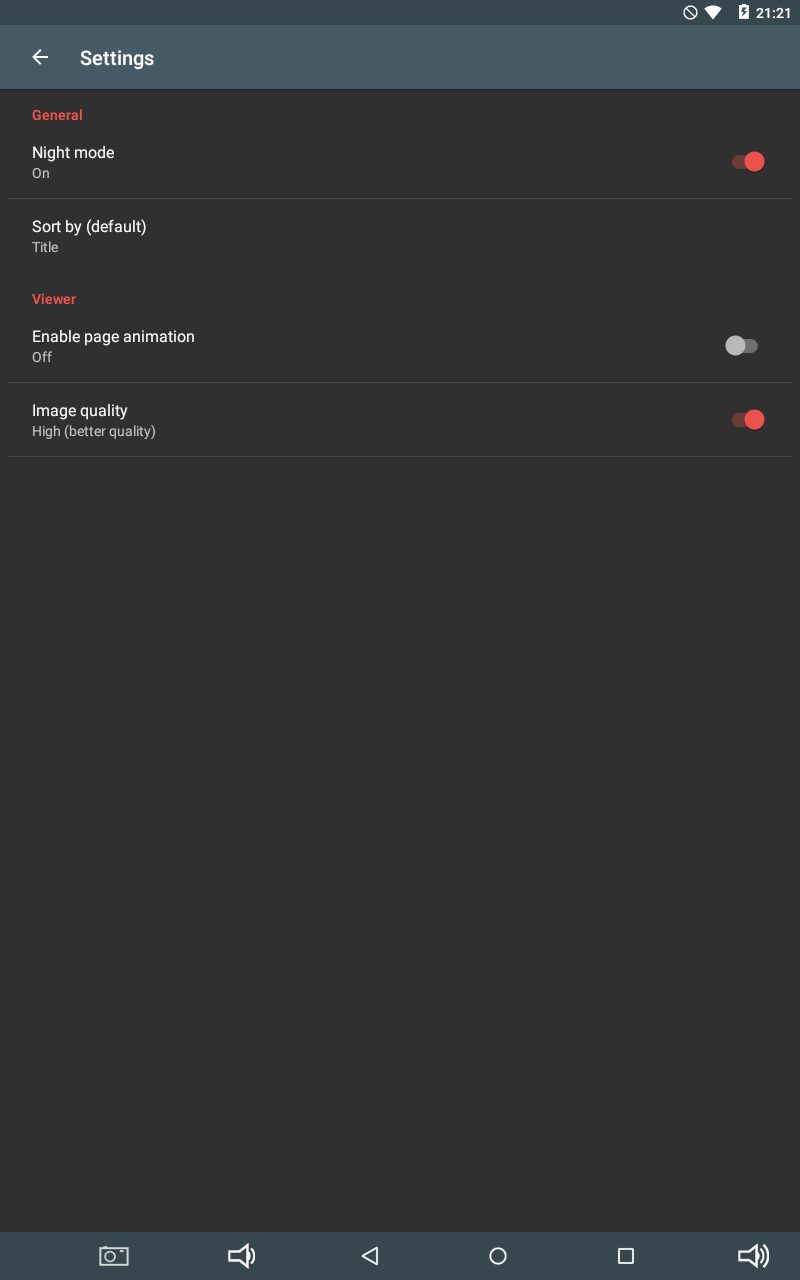 21:21
Settings
General
Night mode
On
Sort by (default)
Title
Viewer
Enable page animation
Off
Image quality
High (better quality)